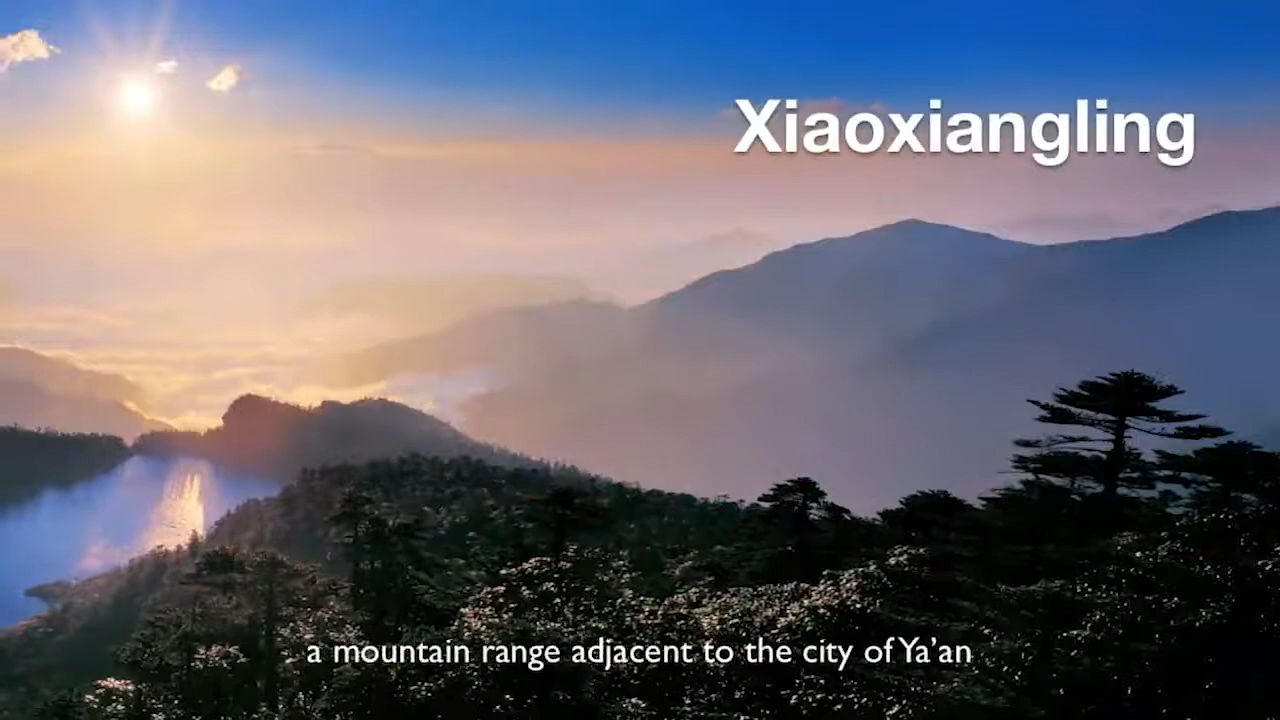 Xiaoxiangling
a mountain range adjacent to the city of Ya’an